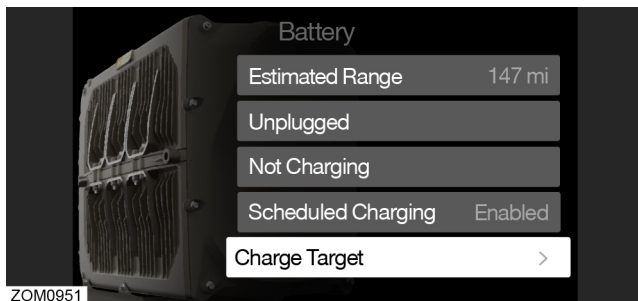 Battery
Estimated Range 147 mi
Unplugged
Not Charging
Scheduled Charging Enabled
Charge Target >
ZOM0951